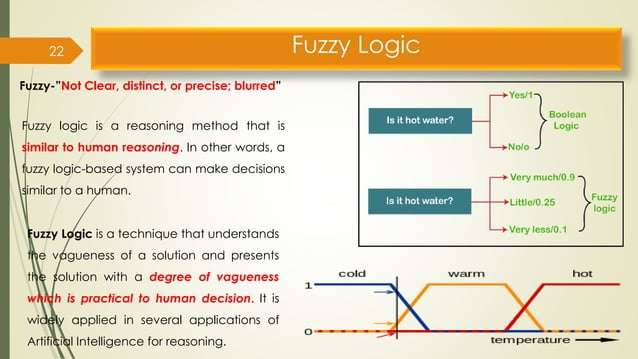 22
Fuzzy Logic
Fuzzy-"Not Clear, distinct, or precise; blurred"
Fuzzy logic is a reasoning method that is
similar to human reasoning. In other words, a
fuzzy logic-based system can make decisions
similar to a human.
Fuzzy Logic is a technique that understands
the vagueness of a solution and presents
the solution with a degree of vagueness
which is practical to human decision. It is
widely applied in several applications of
Artificial Intelligence for reasoning.
Is it hot water?
Yes/1
No/o
Boolean
Logic
Is it hot water?
Very much/0.9
Little/0.25
Very less/0.1
Fuzzy
logic
cold warm hot
1
0
temperature